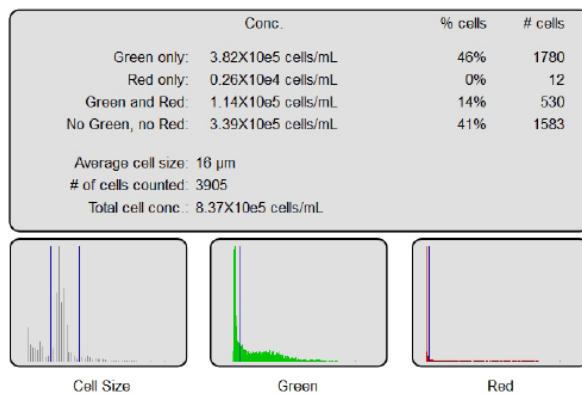 Conc. % cells # cells
Green only: 3.82X10e5 cells/mL 46% 1780
Red only: 0.26X10e4 cells/mL 0% 12
Green and Red: 1.14X10e5 cells/mL 14% 530
No Green, no Red: 3.39X10e5 cells/mL 41% 1583
Average cell size: 16 µm
# of cells counted: 3905
Total cell conc.: 8.37X10e5 cells/mL
Cell Size Green Red